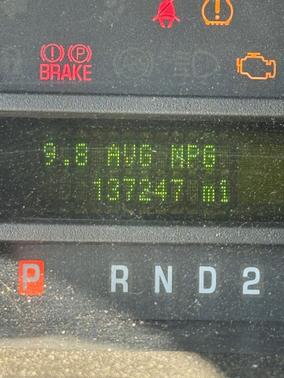 (!) (P)
BRAKE
9.8 AVG MPG
137247 mi
P R N D 2